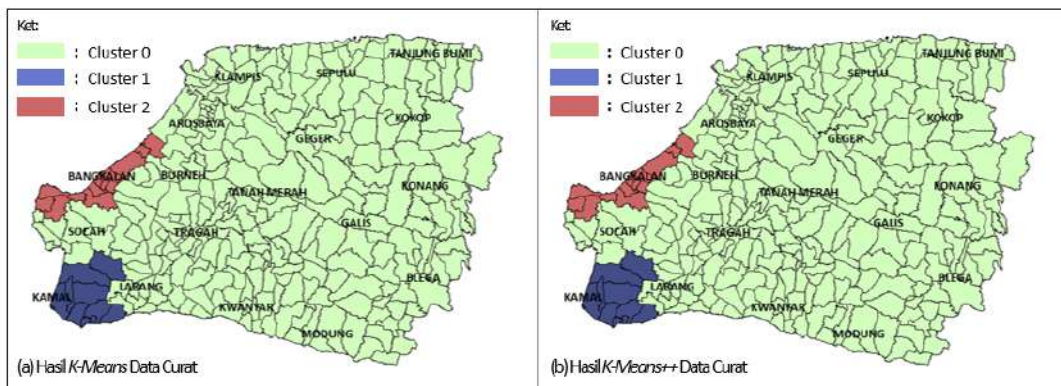 Ket:
: Cluster 0
: Cluster 1
: Cluster 2
TANJUNG BUMI
SEPULU
KLAMPIS
KOKOP
AROSBAYA
GEGER
BANGKALAN
BURNEH
TANAH MERAH
KONANG
GALIS
SOCAH
TRAGAH
BLEGA
KAMAL
LABANG
KWANYAR
MODUNG
(a) Hasil K-Means Data Curat
Ket:
: Cluster 0
: Cluster 1
: Cluster 2
TANJUNG BUMI
SEPULU
KLAMPIS
KOKOP
AROSBAYA
GEGER
BANGKALAN
BURNEH
TANAH MERAH
KONANG
GALIS
SOCAH
TRAGAH
BLEGA
KAMAL
LABANG
KWANYAR
MODUNG
(b) Hasil K-Means++ Data Curat